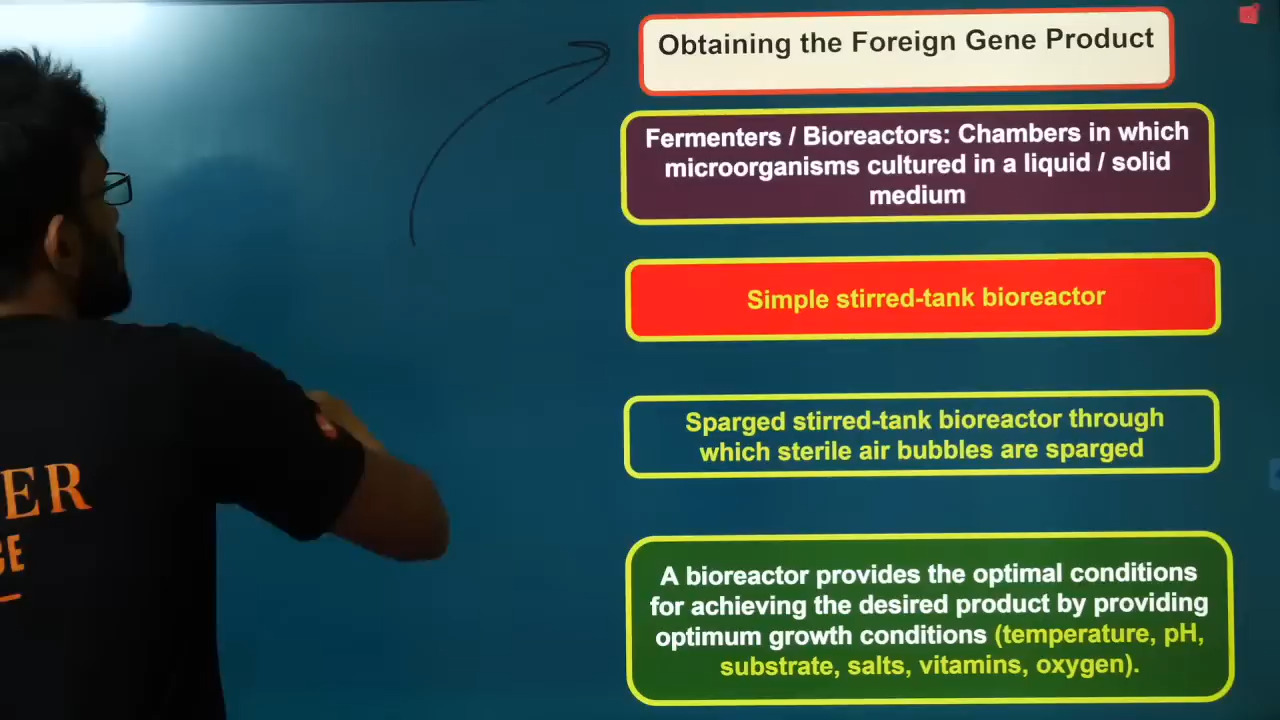 Obtaining the Foreign Gene Product
Fermenters / Bioreactors: Chambers in which
microorganisms cultured in a liquid / solid
medium
Simple stirred-tank bioreactor
Sparged stirred-tank bioreactor through
which sterile air bubbles are sparged
A bioreactor provides the optimal conditions
for achieving the desired product by providing
optimum growth conditions (temperature, pH,
substrate, salts, vitamins, oxygen).